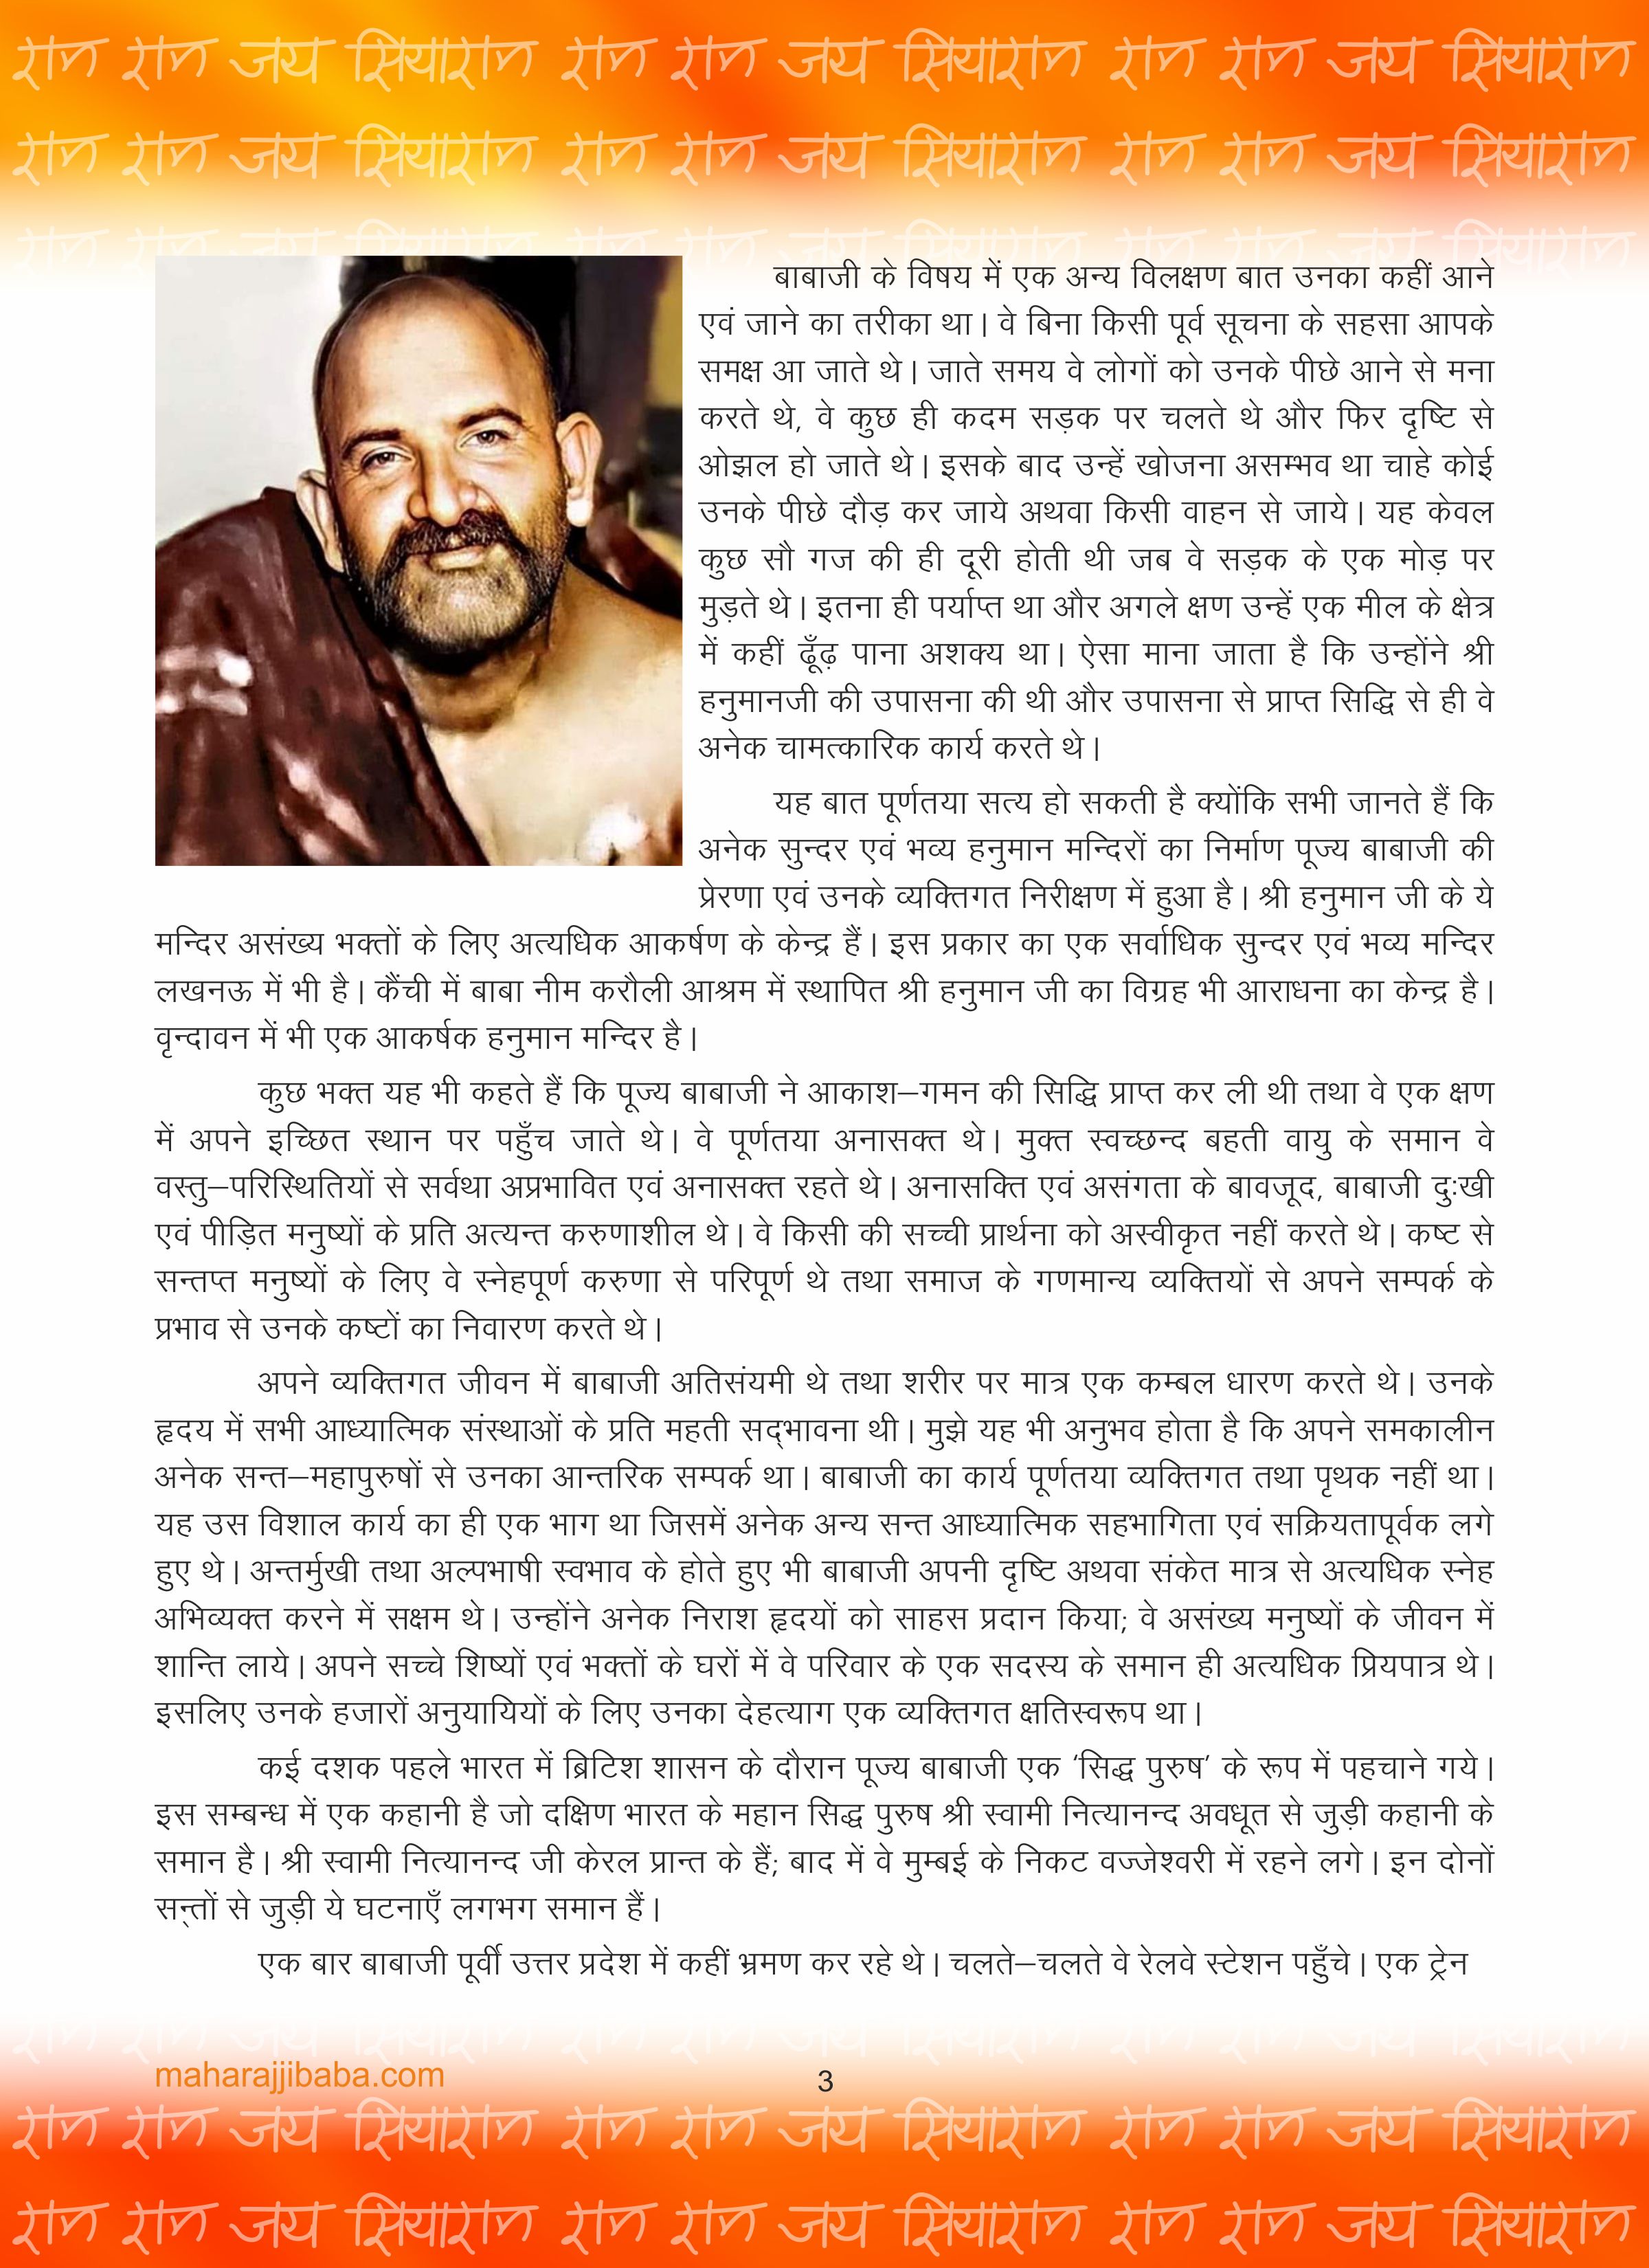 राम राम जय सियाराम राम राम जय सियाराम राम राम जय सियाराम
राम राम जय सियाराम राम राम जय सियाराम राम राम जय सियाराम
राम राम जय सियाराम राम राम जय सियाराम राम राम जय सियाराम
बाबाजी के विषय में एक अन्य विलक्षण बात उनका कहीं आने
एवं जाने का तरीका था। वे बिना किसी पूर्व सूचना के सहसा आपके
समक्ष आ जाते थे। जाते समय वे लोगों को उनके पीछे आने से मना
करते थे, वे कुछ ही कदम सड़क पर चलते थे और फिर दृष्टि से
ओझल हो जाते थे। इसके बाद उन्हें खोजना असम्भव था चाहे कोई
उनके पीछे दौड़ कर जाये अथवा किसी वाहन से जाये। यह केवल
कुछ सौ गज की ही दूरी होती थी जब वे सड़क के एक मोड़ पर
मुड़ते थे। इतना ही पर्याप्त था और अगले क्षण उन्हें एक मील के क्षेत्र
में कहीं ढूँढ़ पाना अशक्य था। ऐसा माना जाता है कि उन्होंने श्री
हनुमानजी की उपासना की थी और उपासना से प्राप्त सिद्धि से ही वे
अनेक चामत्कारिक कार्य करते थे।
यह बात पूर्णतया सत्य हो सकती है क्योंकि सभी जानते हैं कि
अनेक सुन्दर एवं भव्य हनुमान मन्दिरों का निर्माण पूज्य बाबाजी की
प्रेरणा एवं उनके व्यक्तिगत निरीक्षण में हुआ है। श्री हनुमान जी के ये
मन्दिर असंख्य भक्तों के लिए अत्यधिक आकर्षण के केन्द्र हैं। इस प्रकार का एक सर्वाधिक सुन्दर एवं भव्य मन्दिर
लखनऊ में भी है। कैंची में बाबा नीम करौली आश्रम में स्थापित श्री हनुमान जी का विग्रह भी आराधना का केन्द्र है।
वृन्दावन में भी एक आकर्षक हनुमान मन्दिर है।
कुछ भक्त यह भी कहते हैं कि पूज्य बाबाजी ने आकाश–गमन की सिद्धि प्राप्त कर ली थी तथा वे एक क्षण
में अपने इच्छित स्थान पर पहुँच जाते थे। वे पूर्णतया अनासक्त थे। मुक्त स्वच्छन्द बहती वायु के समान वे
वस्तु–परिस्थितियों से सर्वथा अप्रभावित एवं अनासक्त रहते थे। अनासक्ति एवं असंगता के बावजूद, बाबाजी दुःखी
एवं पीड़ित मनुष्यों के प्रति अत्यन्त करुणाशील थे। वे किसी की सच्ची प्रार्थना को अस्वीकृत नहीं करते थे। कष्ट से
सन्तप्त मनुष्यों के लिए वे स्नेहपूर्ण करुणा से परिपूर्ण थे तथा समाज के गणमान्य व्यक्तियों से अपने सम्पर्क के
प्रभाव से उनके कष्टों का निवारण करते थे।
अपने व्यक्तिगत जीवन में बाबाजी अतिसंयमी थे तथा शरीर पर मात्र एक कम्बल धारण करते थे। उनके
हृदय में सभी आध्यात्मिक संस्थाओं के प्रति महती सद्‌भावना थी। मुझे यह भी अनुभव होता है कि अपने समकालीन
अनेक सन्त–महापुरुषों से उनका आन्तरिक सम्पर्क था। बाबाजी का कार्य पूर्णतया व्यक्तिगत तथा पृथक नहीं था।
यह उस विशाल कार्य का ही एक भाग था जिसमें अनेक अन्य सन्त आध्यात्मिक सहभागिता एवं सक्रियतापूर्वक लगे
हुए थे। अन्तर्मुखी तथा अल्पभाषी स्वभाव के होते हुए भी बाबाजी अपनी दृष्टि अथवा संकेत मात्र से अत्यधिक स्नेह
अभिव्यक्त करने में सक्षम थे। उन्होंने अनेक निराश हृदयों को साहस प्रदान किया; वे असंख्य मनुष्यों के जीवन में
शान्ति लाये। अपने सच्चे शिष्यों एवं भक्तों के घरों में वे परिवार के एक सदस्य के समान ही अत्यधिक प्रियपात्र थे।
इसलिए उनके हजारों अनुयायियों के लिए उनका देहत्याग एक व्यक्तिगत क्षतिस्वरूप था।
कई दशक पहले भारत में ब्रिटिश शासन के दौरान पूज्य बाबाजी एक ‘सिद्ध पुरुष’ के रूप में पहचाने गये।
इस सम्बन्ध में एक कहानी है जो दक्षिण भारत के महान सिद्ध पुरुष श्री स्वामी नित्यानन्द अवधूत से जुड़ी कहानी के
समान है। श्री स्वामी नित्यानन्द जी केरल प्रान्त के हैं; बाद में वे मुम्बई के निकट वज्जेश्वरी में रहने लगे। इन दोनों
सन्तों से जुड़ी ये घटनाएँ लगभग समान हैं।
एक बार बाबाजी पूर्वी उत्तर प्रदेश में कहीं भ्रमण कर रहे थे। चलते–चलते वे रेलवे स्टेशन पहुँचे। एक ट्रेन
राम राम जय सियाराम राम राम जय सियाराम राम राम जय सियाराम
maharajjibaba.com
3
राम राम जय सियाराम राम राम जय सियाराम राम राम जय सियाराम
राम राम जय सियाराम राम राम जय सियाराम राम राम जय सियाराम